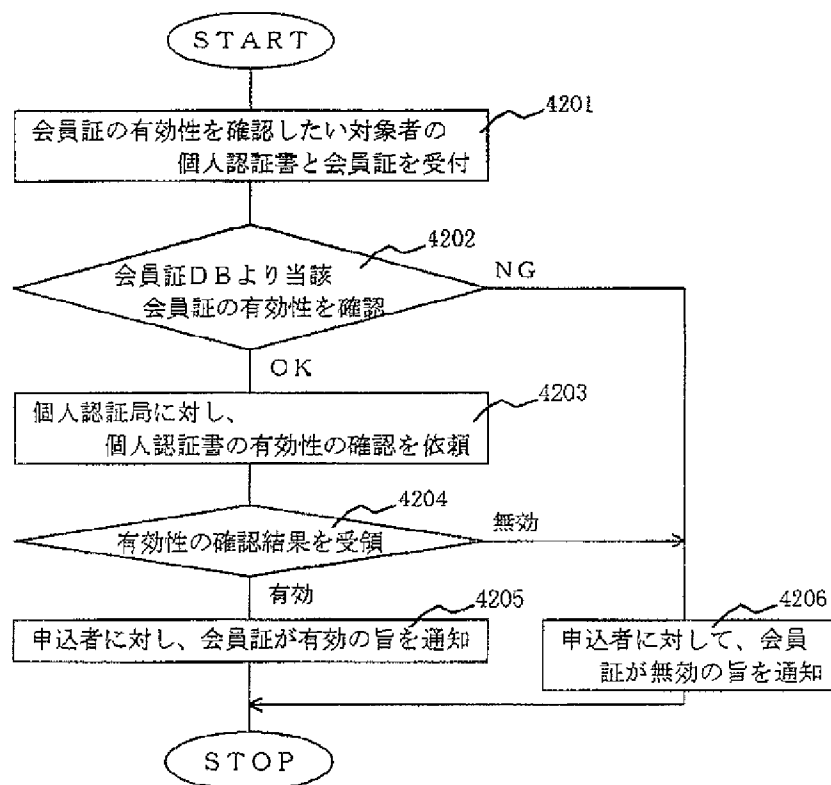 START
4201
会員証の有効性を確認したい対象者の
個人認証書と会員証を受付
4202
会員証DBより当該
会員証の有効性を確認
NG
OK
4203
個人認証局に対し、
個人認証書の有効性の確認を依頼
4204
有効性の確認結果を受領
無効
有効
4205
申込者に対し、会員証が有効の旨を通知
4206
申込者に対して、会員
証が無効の旨を通知
STOP